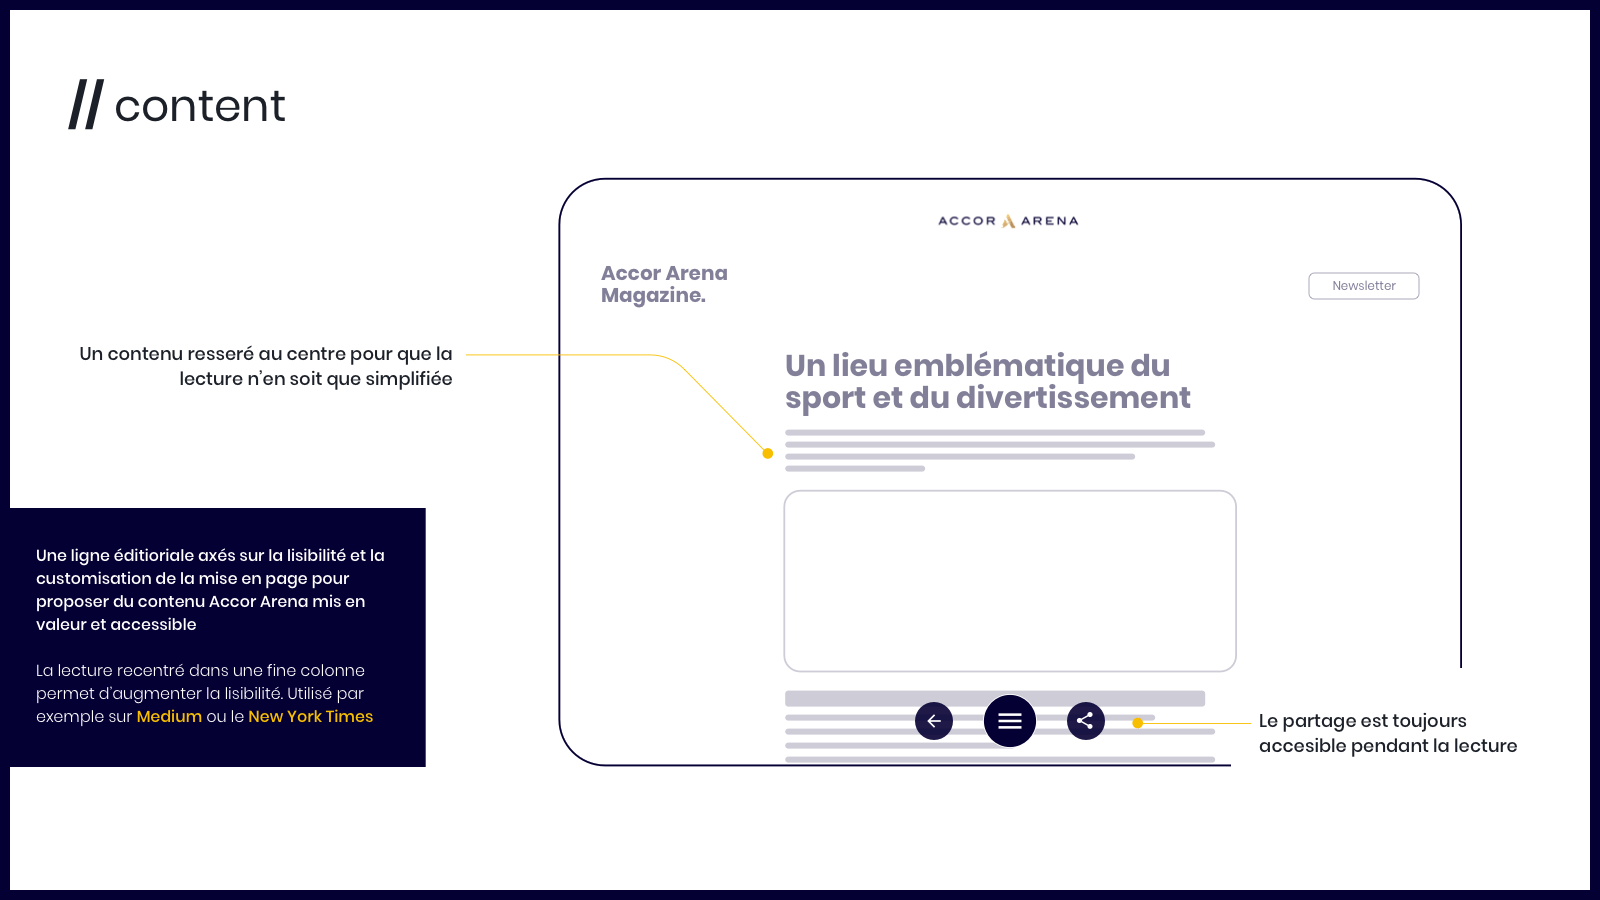 // content
ACCOR ARENA
Accor Arena
Magazine.
Newsletter
Un contenu resseré au centre pour que la
lecture n’en soit que simplifiée
Un lieu emblématique du
sport et du divertissement
Une ligne éditioriale axés sur la lisibilité et la
customisation de la mise en page pour
proposer du contenu Accor Arena mis en
valeur et accessible
La lecture recentré dans une fine colonne
permet d’augmenter la lisibilité. Utilisé par
exemple sur Medium ou le New York Times
Le partage est toujours
accesible pendant la lecture